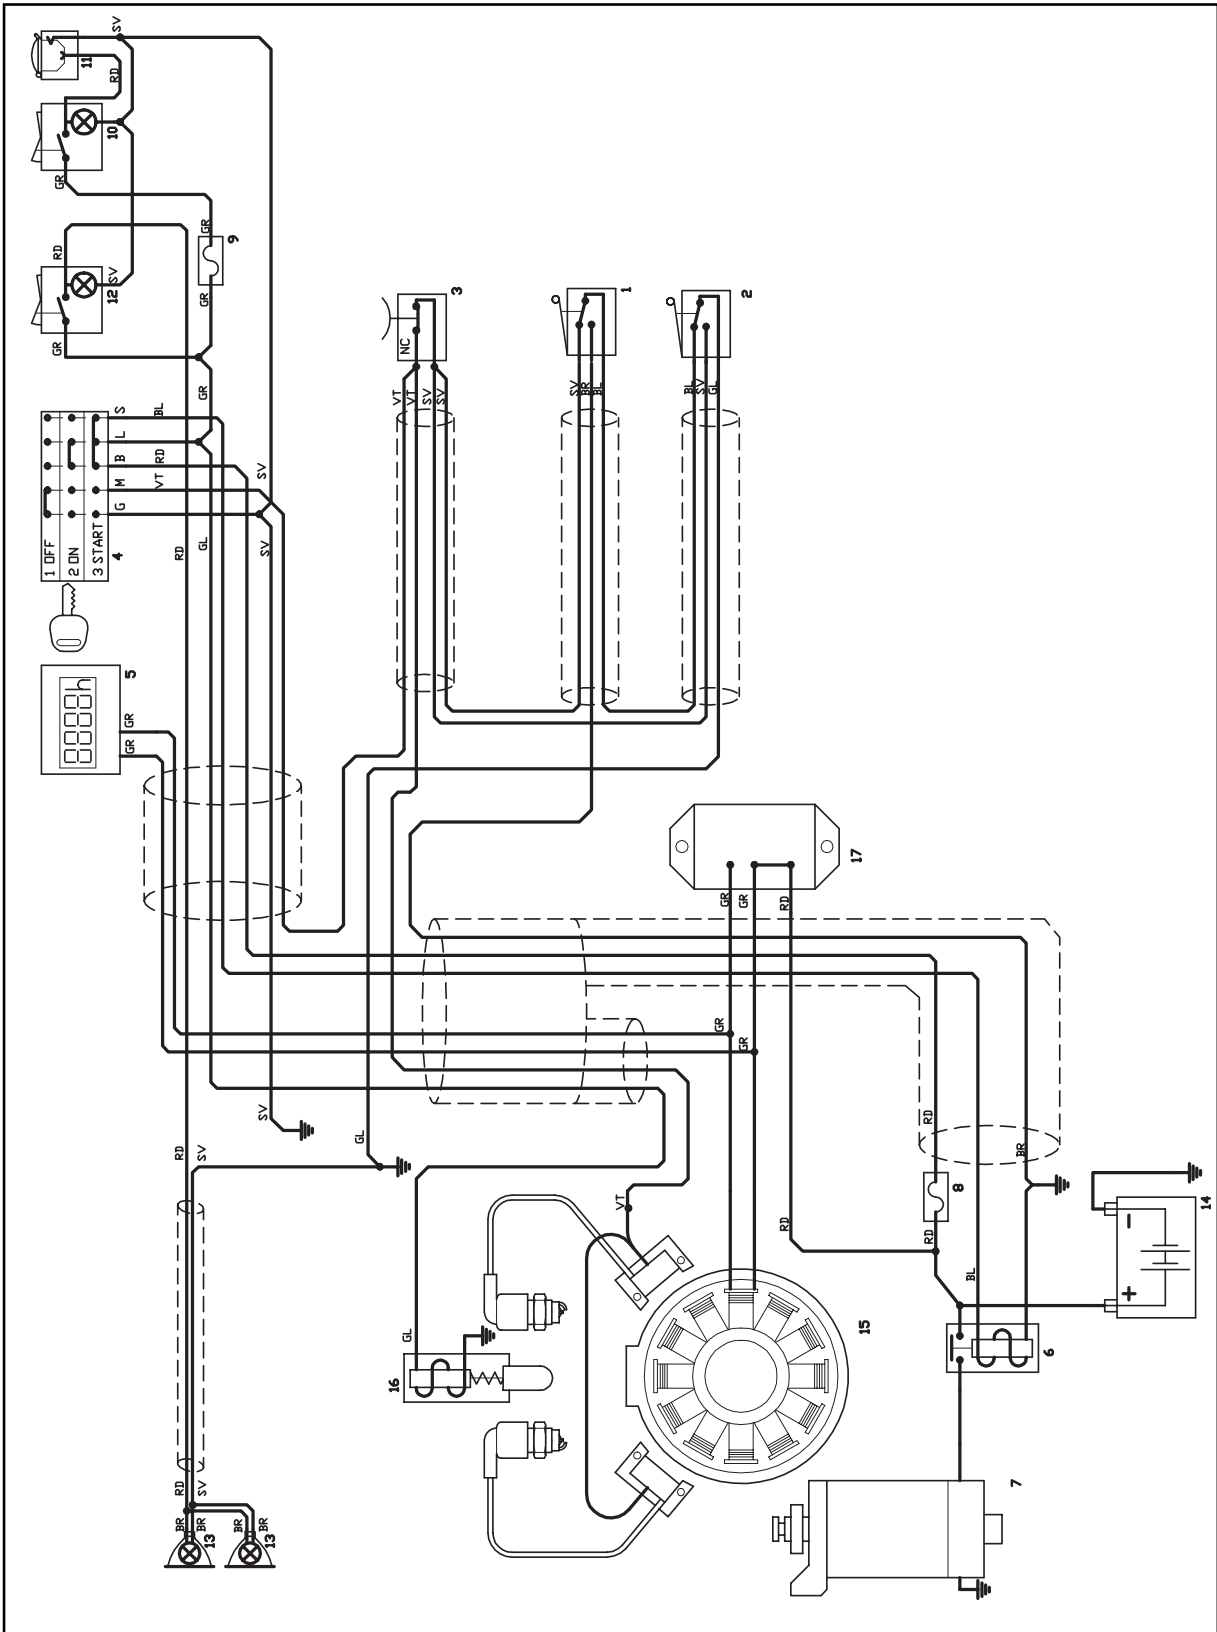 SV
11
RD
10
GR
GR
9
RD
SV
12
GR
GR
GR
3
NC
1
2
VT
VT
SV
SV
SV
BR
BL
BL
SV
GL
S
BL
L
B
RD
M
VT
G
SV
1 OFF
2 ON
3 START
4
RD
GL
SV
5
8888h
GR
GR
17
GR
GR
RD
GR
GR
SV
GL
RD
SV
RD
BR
8
VT
RD
RD
BL
14
-
+
GL
16
15
6
7
RD
SV
BR
BR
13
BR
BR
13